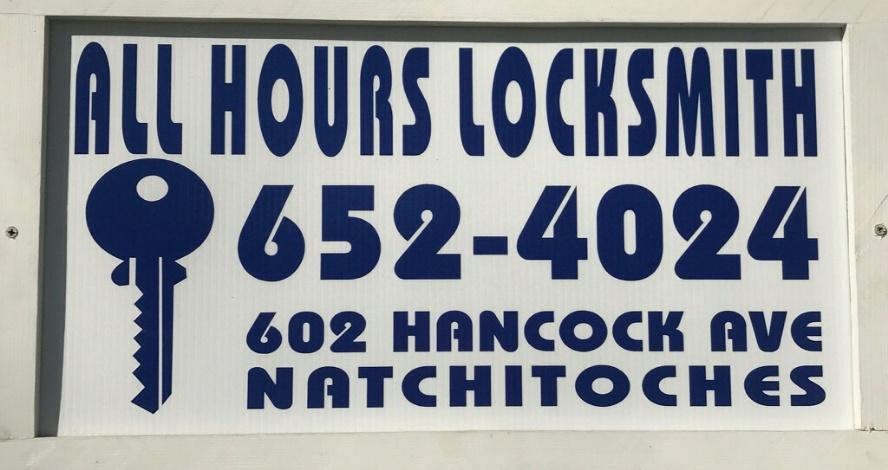 ALL HOURS LOCKSMITH
652-4024
602 HANCOCK AVE
NATCHITOCHES